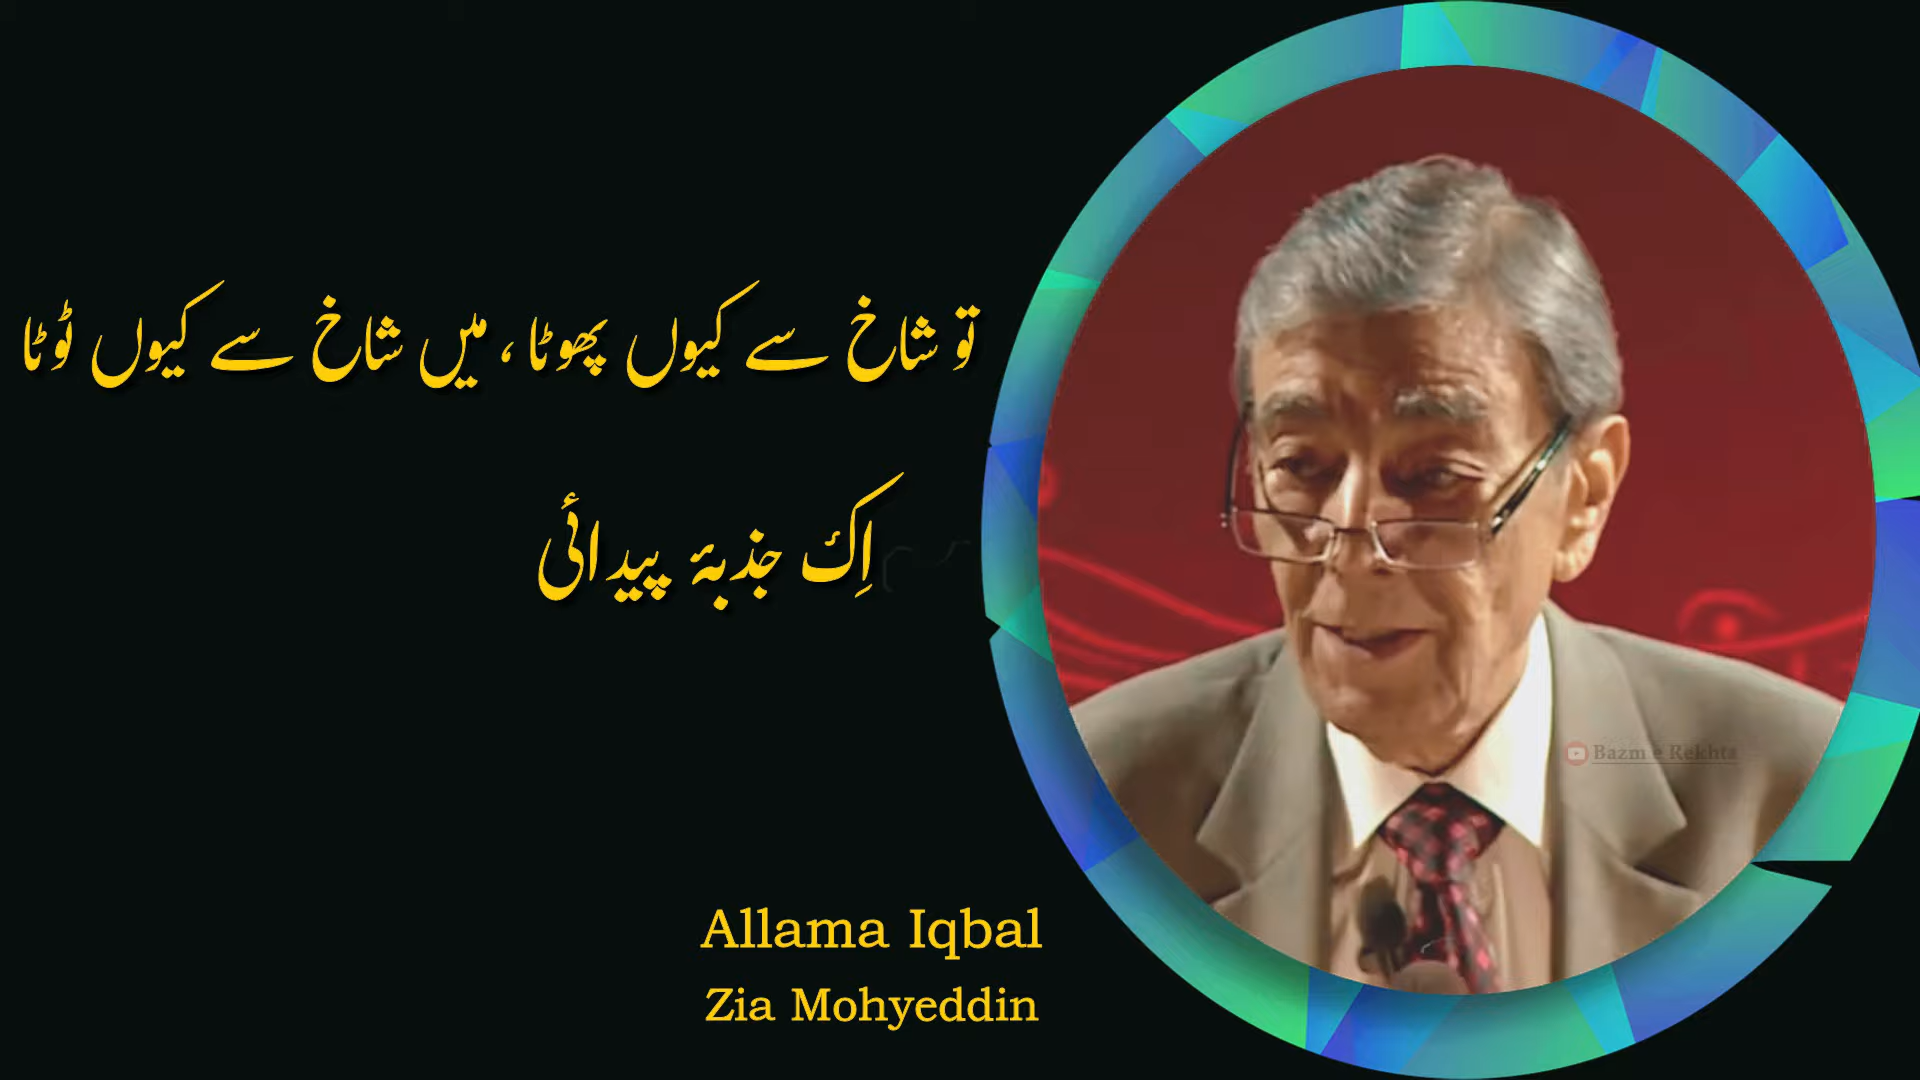 تو شاخ سے کیوں پھوٹا ، میں شاخ سے کیوں ٹوٹا
اِک جذبۂ پیدائی
Bazm e Rekhta
Allama Iqbal
Zia Mohyeddin